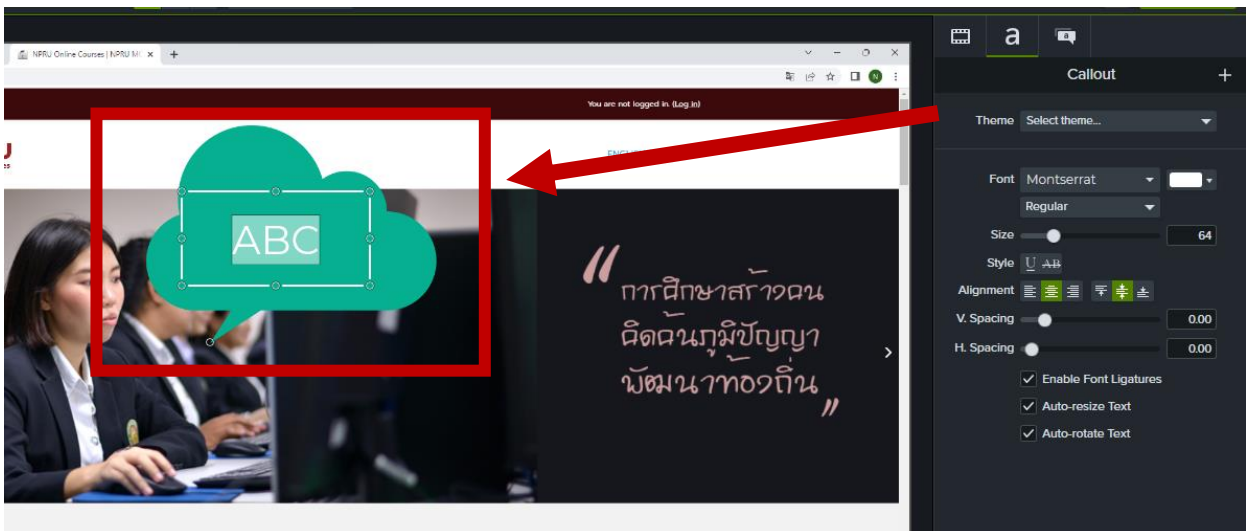 NPRU Online Courses | NPRU M
You are not logged in. (Log in)
ABC
“
การศึกษาสร้างคน
คิดค้นภูมิปัญญา
พัฒนาท้องถิ่น
”
a
Callout
Theme Select theme...
Font Montserrat
Regular
Size 64
Style U AB
Alignment
V. Spacing 0.00
H. Spacing 0.00
Enable Font Ligatures
Auto-resize Text
Auto-rotate Text